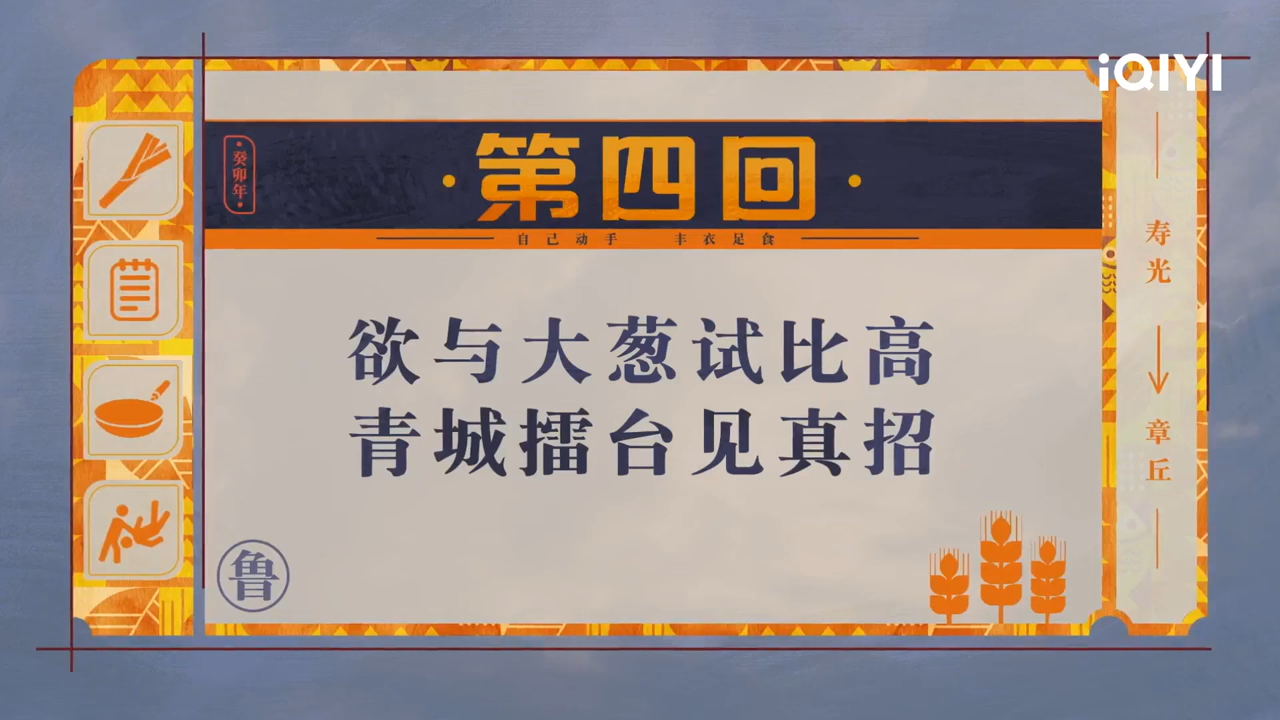 iQIYI
癸卯年
第四回
自己动手 丰衣足食
欲与大葱试比高
青城擂台见真招
鲁
寿光
章丘